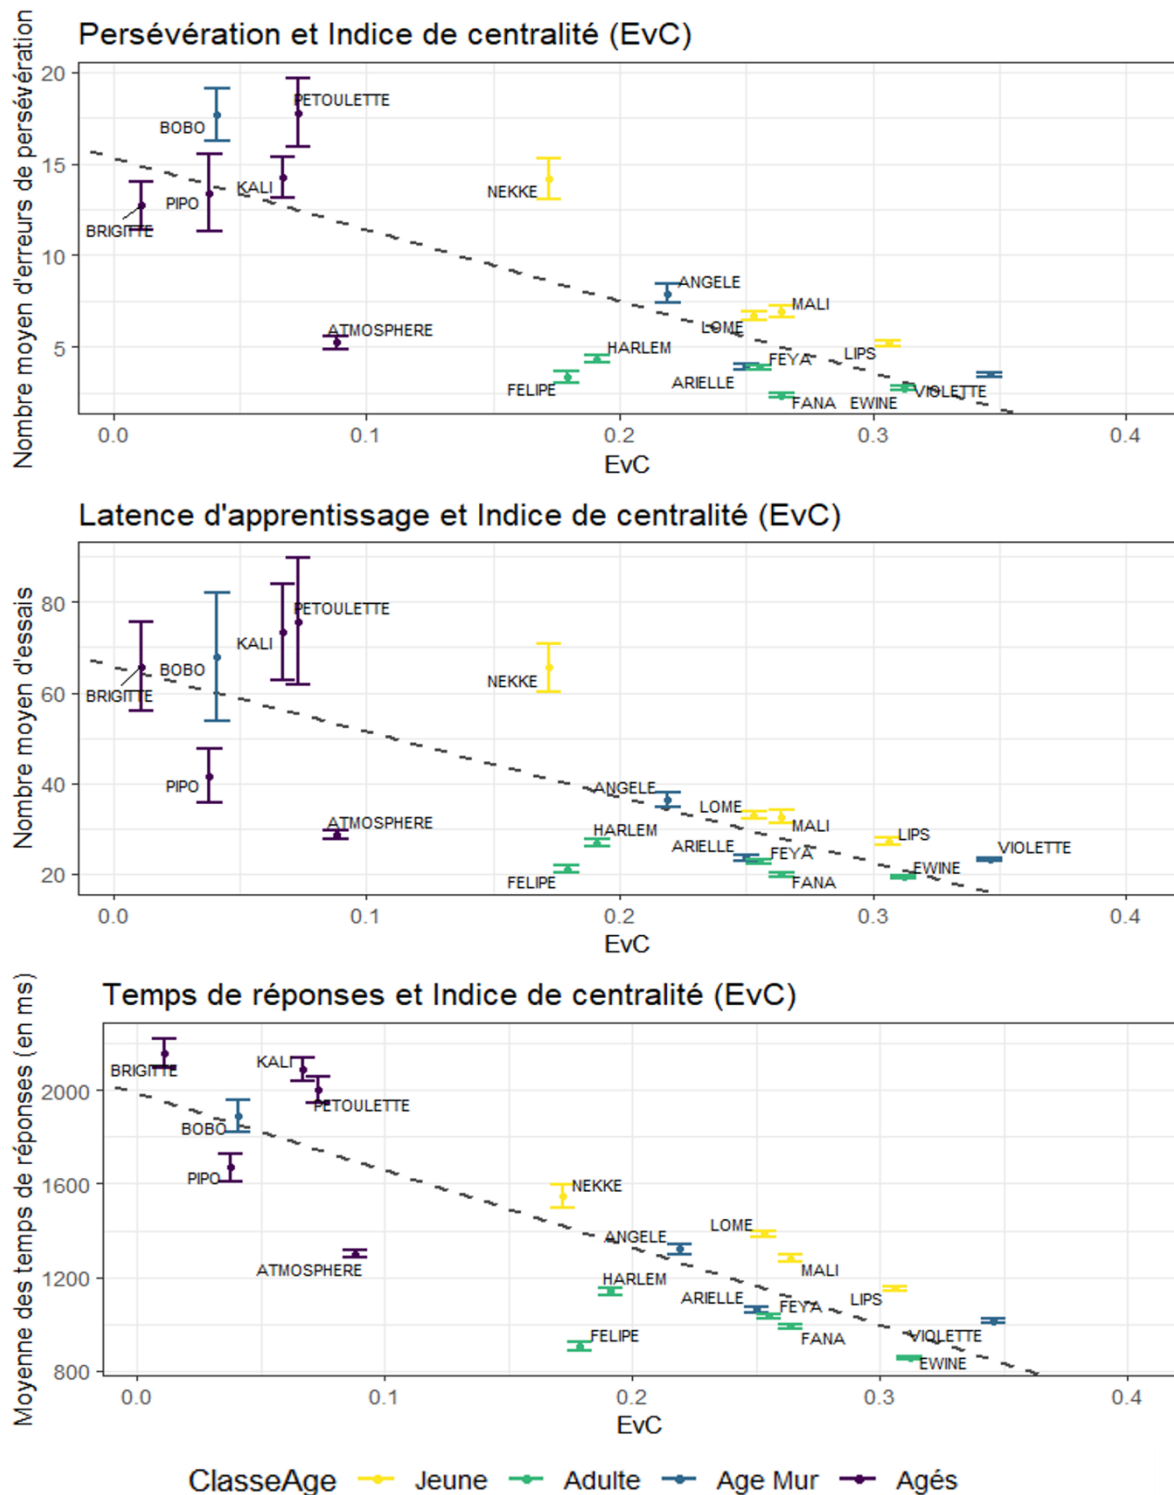 Persévération et Indice de centralité (EvC)
Nombre moyen d'erreurs de persévération
20
15
10
5
PETOULETTE
BOBO
KALI
NEKKE
PIPO
BRIGITTE
ANGELE
MALI
LOME
ATMOSPHERE
HARLEM
LIPS
FEYA
ARIELLE
FELIPE
VIOLETTE
FANA
EWINE
0.0
0.1
0.2
0.3
0.4
EvC
Latence d'apprentissage et Indice de centralité (EvC)
Nombre moyen d'essais
80
60
40
20
PETOULETTE
KALI
BOBO
NEKKE
BRIGITTE
PIPO
ANGELE
LOME
ATMOSPHERE
HARLEM
MALI
LIPS
ARIELLE
FEYA
VIOLETTE
EWINE
FELIPE
FANA
0.0
0.1
0.2
0.3
0.4
EvC
Temps de réponses et Indice de centralité (EvC)
Moyenne des temps de réponses (en ms)
2000
1600
1200
800
KALI
BRIGITTE
PETOULETTE
BOBO
PIPO
NEKKE
LOME
ANGELE
ATMOSPHERE
MALI
HARLEM
ARIELLE
LIPS
FEYA
FELIPE
FANA
VIOLETTE
EWINE
0.0
0.1
0.2
0.3
0.4
EvC
ClasseAge Jeune Adulte Age Mur Agés